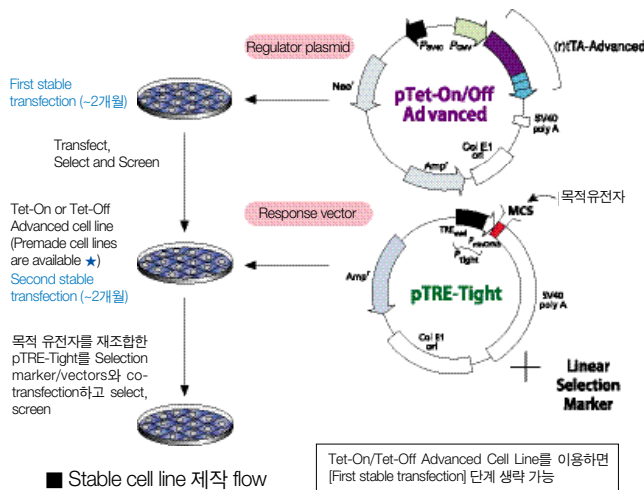 Regulator plasmid
P SV40
P CMV
(r)tTA-Advanced
Neo r
pTet-On/Off
Advanced
SV40
poly A
Col E1
ori
Amp r
First stable
transfection (~2개월)
Transfect,
Select and Screen
Tet-On or Tet-Off
Advanced cell line
(Premade cell lines
are available ★)
Second stable
transfection (~2개월)
Response vector
목적유전자
MCS
TRE mod
P minCMV
P Tight
Amp r
pTRE-Tight
SV40
poly A
Col E1
ori
+
Linear
Selection
Marker
목적 유전자를 재조합한
pTRE-Tight를 Selection
marker/vectors와 co-
transfection하고 select,
screen
■ Stable cell line 제작 flow
Tet-On/Tet-Off Advanced Cell Line를 이용하면
[First stable transfection] 단계 생략 가능